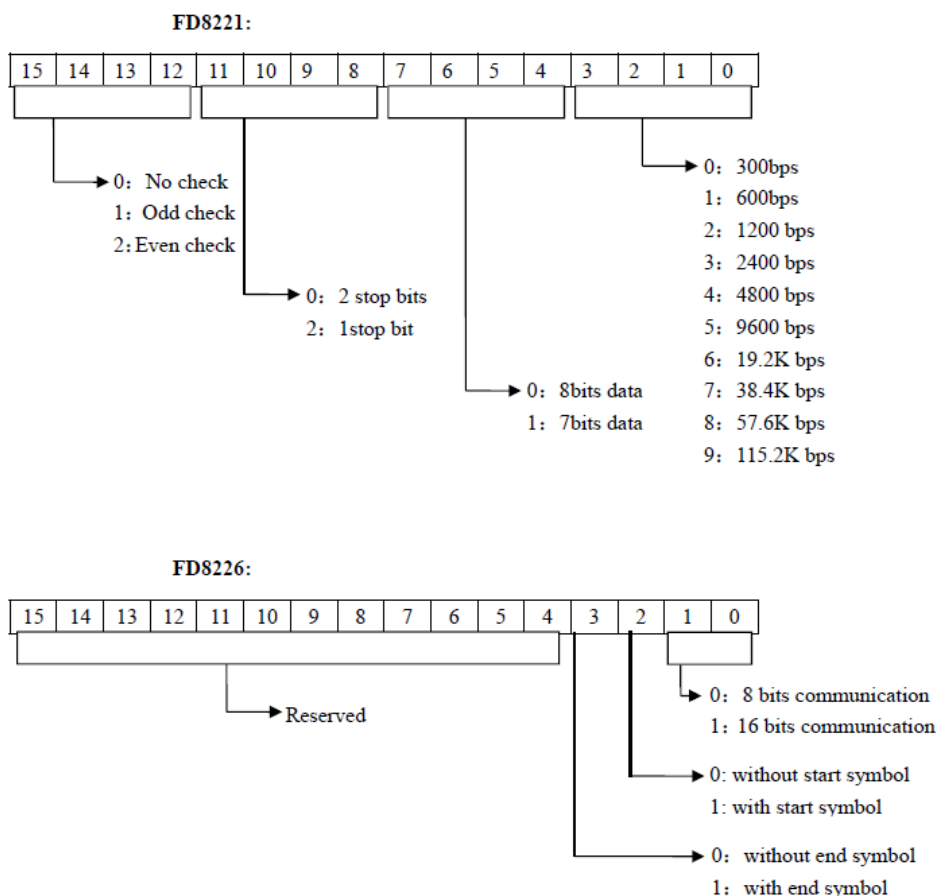 FD8221:
15 14 13 12 11 10 9 8 7 6 5 4 3 2 1 0
0: No check
1: Odd check
2: Even check
0: 2 stop bits
2: 1stop bit
0: 8bits data
1: 7bits data
0: 300bps
1: 600bps
2: 1200 bps
3: 2400 bps
4: 4800 bps
5: 9600 bps
6: 19.2K bps
7: 38.4K bps
8: 57.6K bps
9: 115.2K bps
FD8226:
15 14 13 12 11 10 9 8 7 6 5 4 3 2 1 0
Reserved
0: 8 bits communication
1: 16 bits communication
0: without start symbol
1: with start symbol
0: without end symbol
1: with end symbol